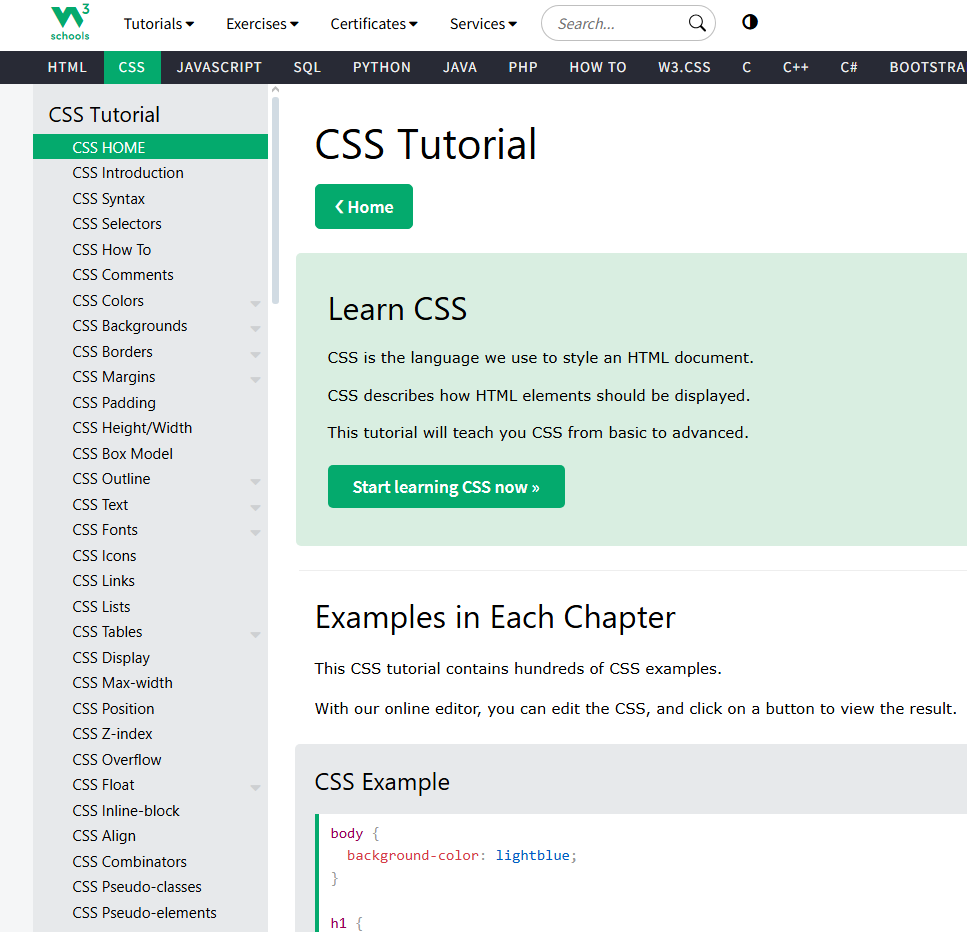 W3
schools
Tutorials Exercises Certificates Services Search...
HTML CSS JAVASCRIPT SQL PYTHON JAVA PHP HOW TO W3.CSS C C++ C# BOOTSTRA
CSS Tutorial
CSS HOME
CSS Introduction
CSS Syntax
CSS Selectors
CSS How To
CSS Comments
CSS Colors
CSS Backgrounds
CSS Borders
CSS Margins
CSS Padding
CSS Height/Width
CSS Box Model
CSS Outline
CSS Text
CSS Fonts
CSS Icons
CSS Links
CSS Lists
CSS Tables
CSS Display
CSS Max-width
CSS Position
CSS Z-index
CSS Overflow
CSS Float
CSS Inline-block
CSS Align
CSS Combinators
CSS Pseudo-classes
CSS Pseudo-elements
CSS Tutorial
❮ Home
Learn CSS
CSS is the language we use to style an HTML document.
CSS describes how HTML elements should be displayed.
This tutorial will teach you CSS from basic to advanced.
Start learning CSS now »
Examples in Each Chapter
This CSS tutorial contains hundreds of CSS examples.
With our online editor, you can edit the CSS, and click on a button to view the result.
CSS Example
body {
  background-color: lightblue;
}
h1 {